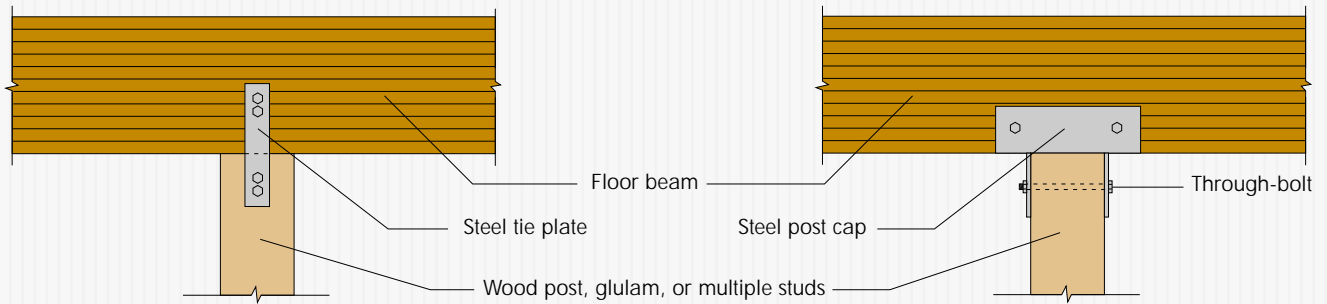 Floor beam
Through-bolt
Steel tie plate
Steel post cap
Wood post, glulam, or multiple studs